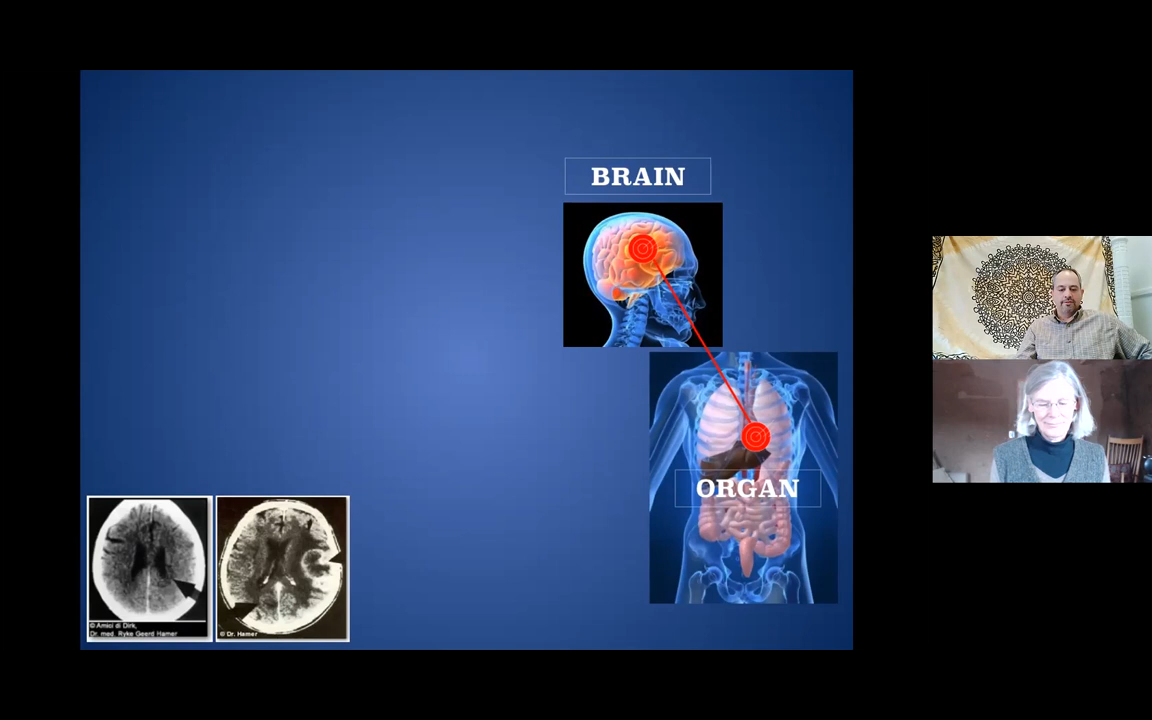 BRAIN
ORGAN
© Amici di Dirk,
Dr. med. Ryke Geerd Hamer
© Dr. Hamer